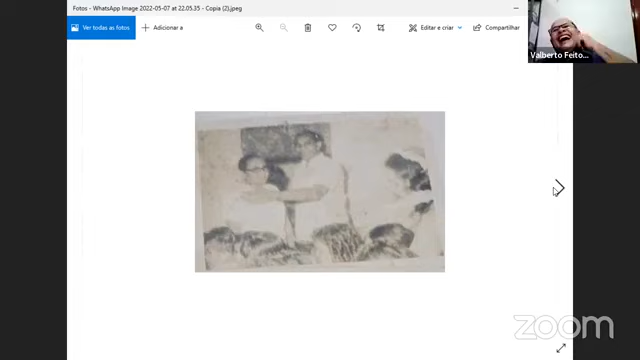 Fotos - WhatsApp Image 2022-05-07 at 22.05.35 - Copia (2).jpeg
Ver todas as fotos
Adicionar a
Editar e criar
Compartilhar
Valberto Feito...
zoom